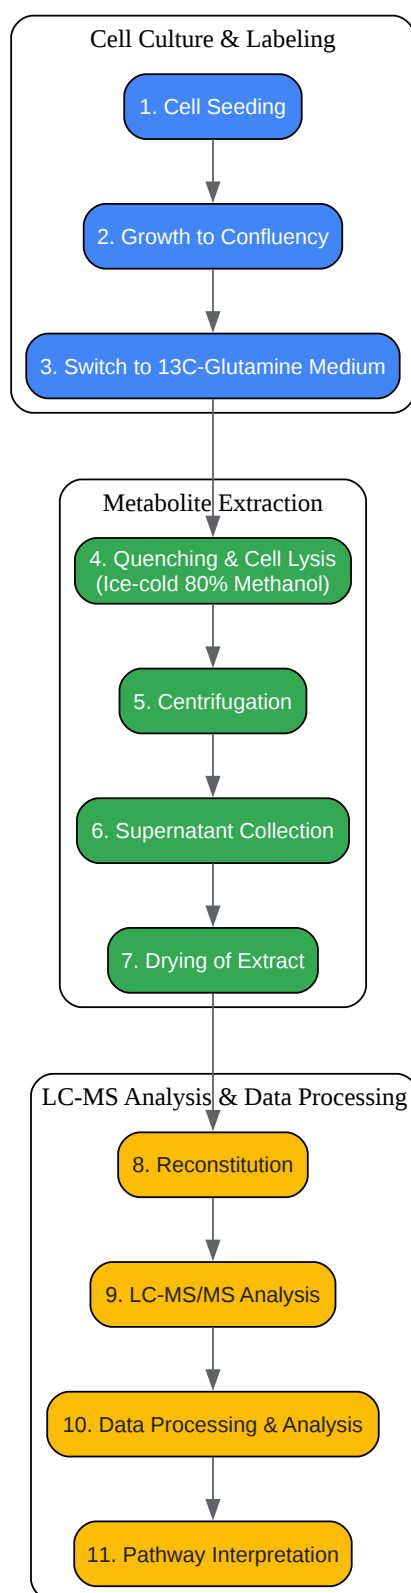 Cell Culture & Labeling
1. Cell Seeding
2. Growth to Confluency
3. Switch to 13C-Glutamine Medium
Metabolite Extraction
4. Quenching & Cell Lysis
(Ice-cold 80% Methanol)
5. Centrifugation
6. Supernatant Collection
7. Drying of Extract
LC-MS Analysis & Data Processing
8. Reconstitution
9. LC-MS/MS Analysis
10. Data Processing & Analysis
11. Pathway Interpretation